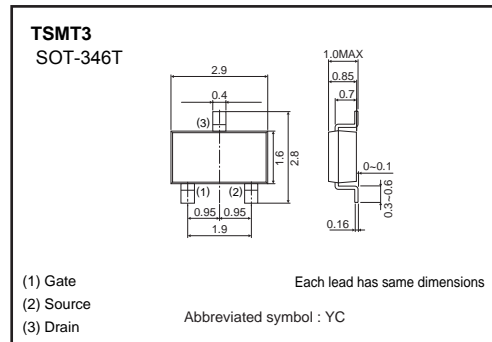 TSMT3
SOT-346T
1.0MAX
2.9
0.85
0.4
0.7
(3)
1.6
2.8
0~0.1
(1)
(2)
0.3~0.6
0.95
0.95
0.16
1.9
(1) Gate
Each lead has same dimensions
(2) Source
(3) Drain
Abbreviated symbol : YC